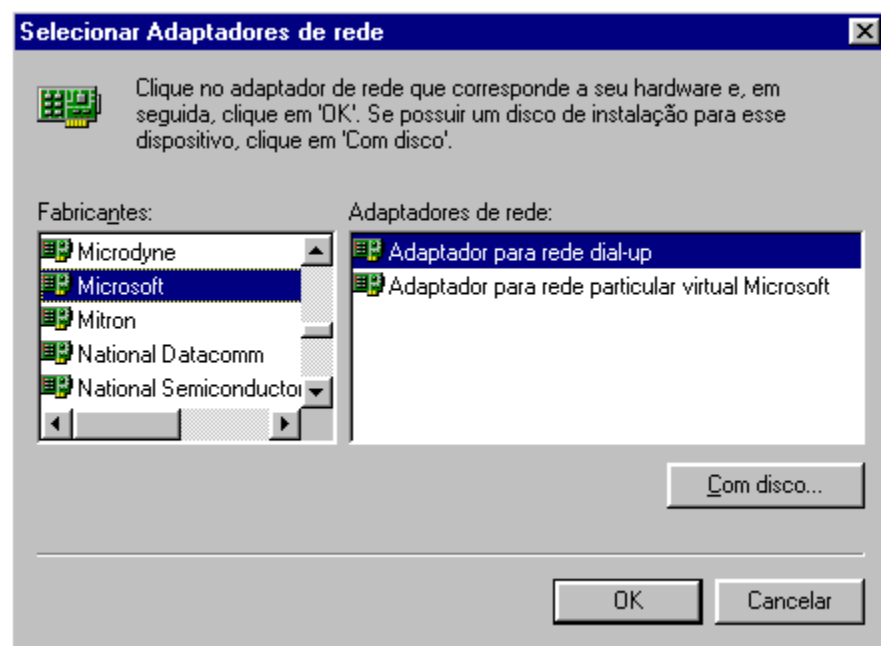 Selecionar Adaptadores de rede
Clique no adaptador de rede que corresponde a seu hardware e, em
seguida, clique em 'OK'. Se possuir um disco de instalação para esse
dispositivo, clique em 'Com disco'.
Fabricantes:
Microdyne
Microsoft
Mitron
National Datacomm
National Semiconductor
Adaptadores de rede:
Adaptador para rede dial-up
Adaptador para rede particular virtual Microsoft
Com disco...
OK
Cancelar